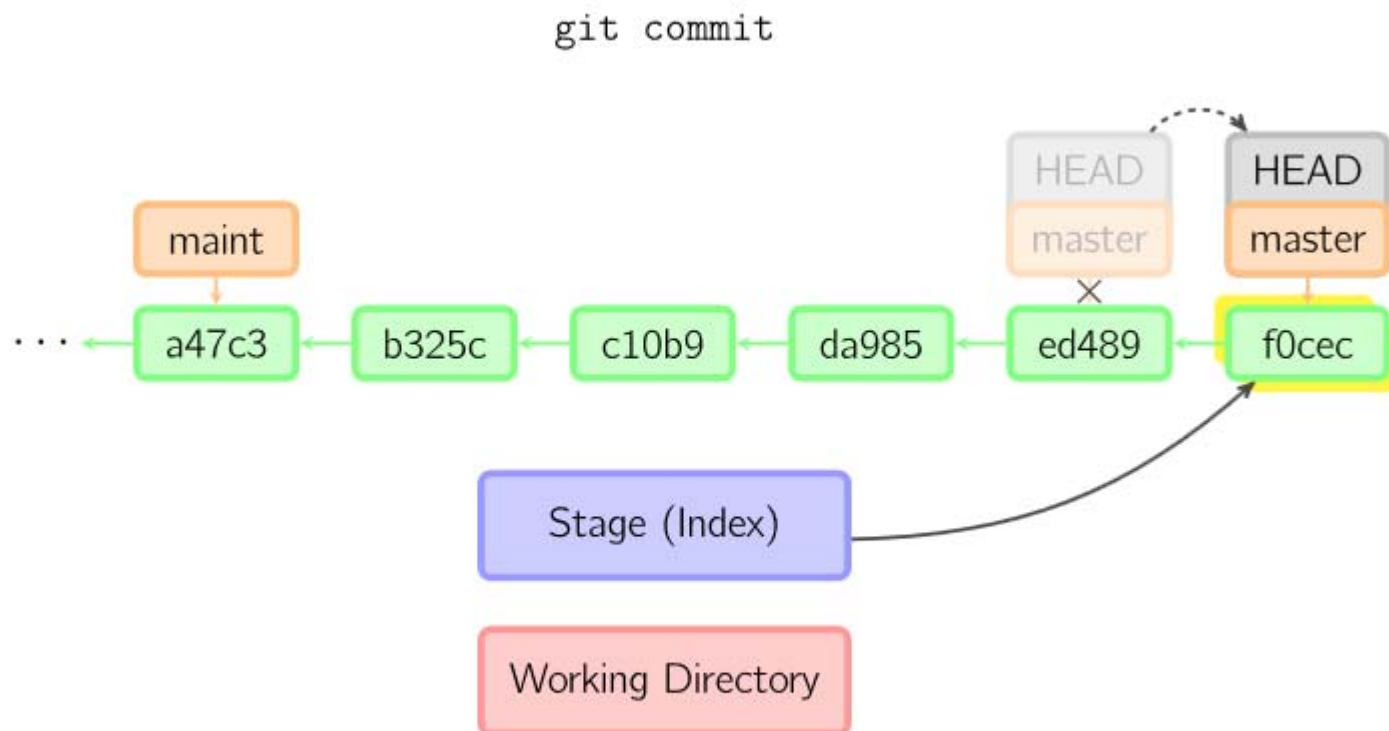 git commit
HEAD
HEAD
maint
master
master
...
a47c3
b325c
c10b9
da985
ed489
f0cec
Stage (Index)
Working Directory